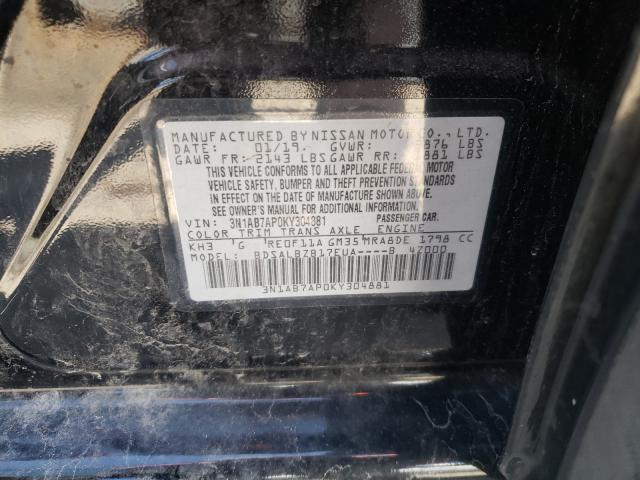 MANUFACTURED BY NISSAN MOTOR CO., LTD.
DATE: 01/19 GVWR: 876 LBS
GAWR FR: 2143 LBS GAWR RR: 881 LBS
THIS VEHICLE CONFORMS TO ALL APPLICABLE FEDERAL MOTOR
VEHICLE SAFETY, BUMPER AND THEFT PREVENTION STANDARDS
IN EFFECT ON THE DATE OF MANUFACTURE SHOWN ABOVE.
SEE OWNER'S MANUAL FOR ADDITIONAL INFORMATION.
VIN: 3N1AB7AP0KY304881 PASSENGER CAR.
COLOR TRIM TRANS AXLE ENGINE
KH3 G RE0F11A GM35 MRA8DE 1798 CC
MODEL: BDSALBZB17EUA----B 4Z000
3N1AB7AP0KY304881